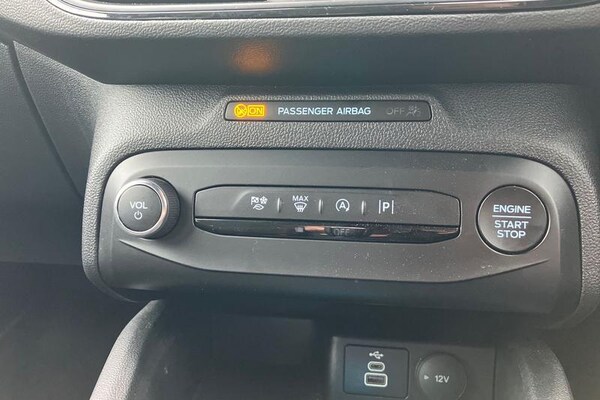 ON PASSENGER AIRBAG OFF
VOL
MAX
A
P
OFF
ENGINE
START
STOP
12V